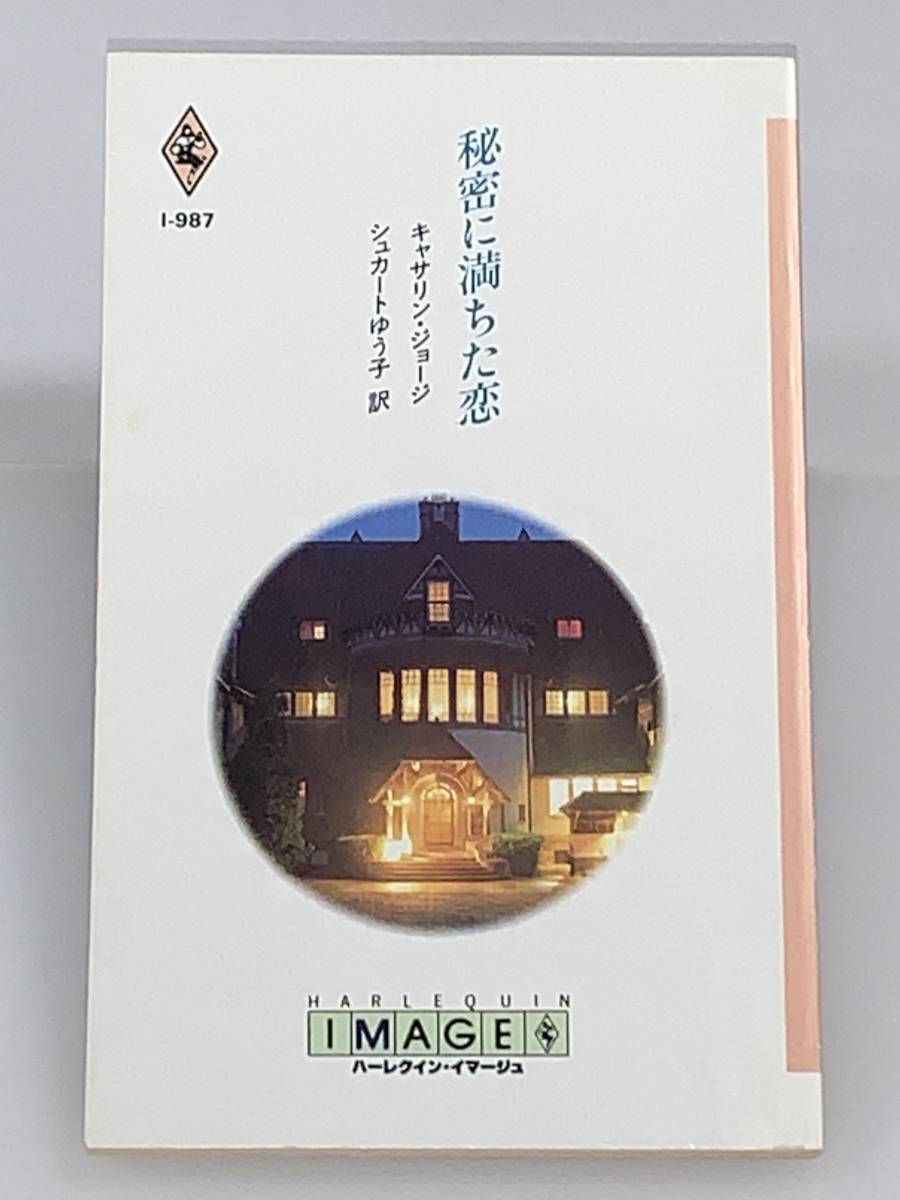 I-987
秘密に満ちた恋
キャサリン・ジョージ
シュカートゆう子 訳
HARLEQUIN
IMAGE
ハーレクイン・イマージュ